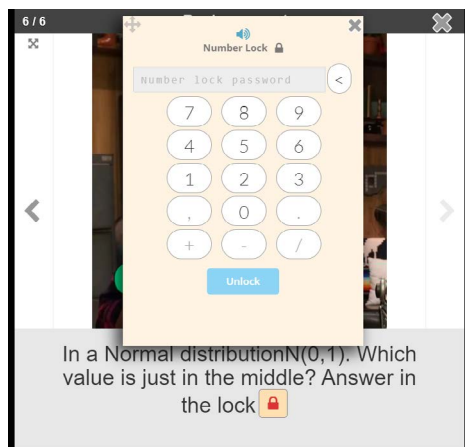 6 / 6
Number Lock
Number lock password
<
7 8 9
4 5 6
1 2 3
, 0 .
+ - /
Unlock
In a Normal distributionN(0,1). Which
value is just in the middle? Answer in
the lock